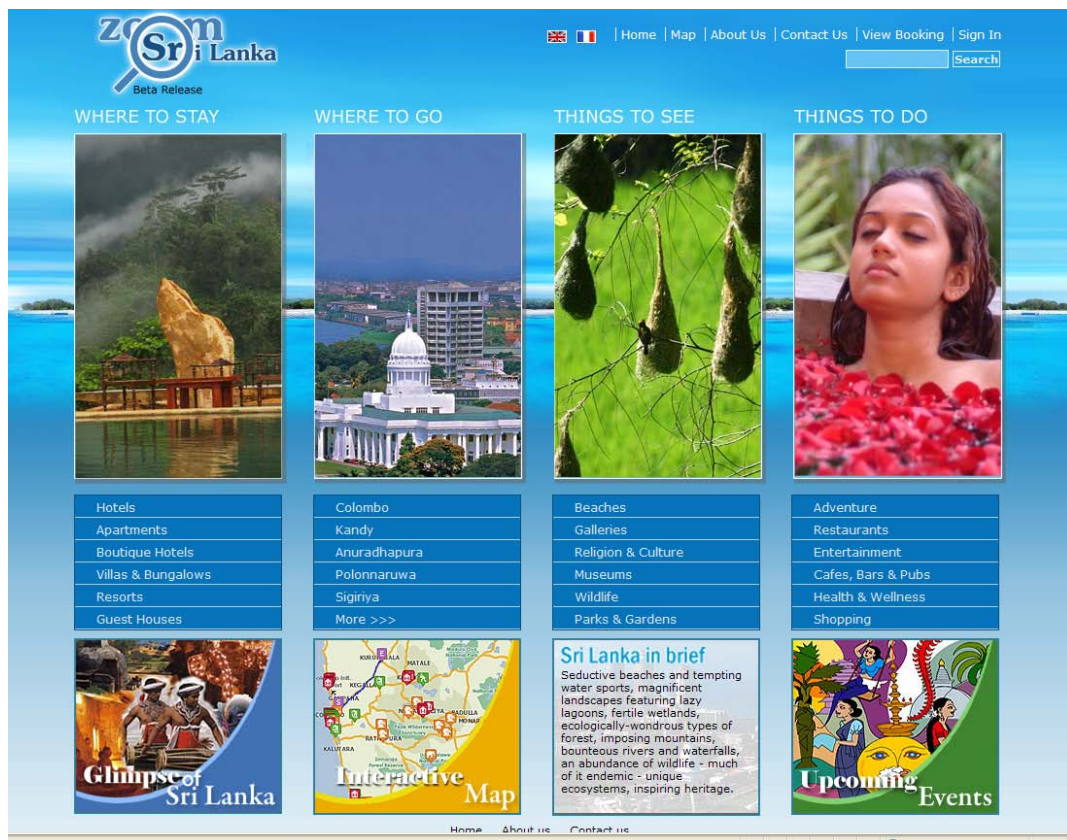 zoom
Sri Lanka
Beta Release
Home | Map | About Us | Contact Us | View Booking | Sign In
Search
WHERE TO STAY
WHERE TO GO
THINGS TO SEE
THINGS TO DO
Hotels
Apartments
Boutique Hotels
Villas & Bungalows
Resorts
Guest Houses
Colombo
Kandy
Anuradhapura
Polonnaruwa
Sigiriya
More >>>
Beaches
Galleries
Religion & Culture
Museums
Wildlife
Parks & Gardens
Adventure
Restaurants
Entertainment
Cafes, Bars & Pubs
Health & Wellness
Shopping
Glimpse of
Sri Lanka
MATALE
KALUTARA
Interactive
Map
Sri Lanka in brief
Seductive beaches and tempting
water sports, magnificent
landscapes featuring lazy
lagoons, fertile wetlands,
ecologically-wondrous types of
forest, imposing mountains,
bounteous rivers and waterfalls,
an abundance of wildlife - much
of it endemic - unique
ecosystems, inspiring heritage.
Upcoming
Events
Home About us Contact us